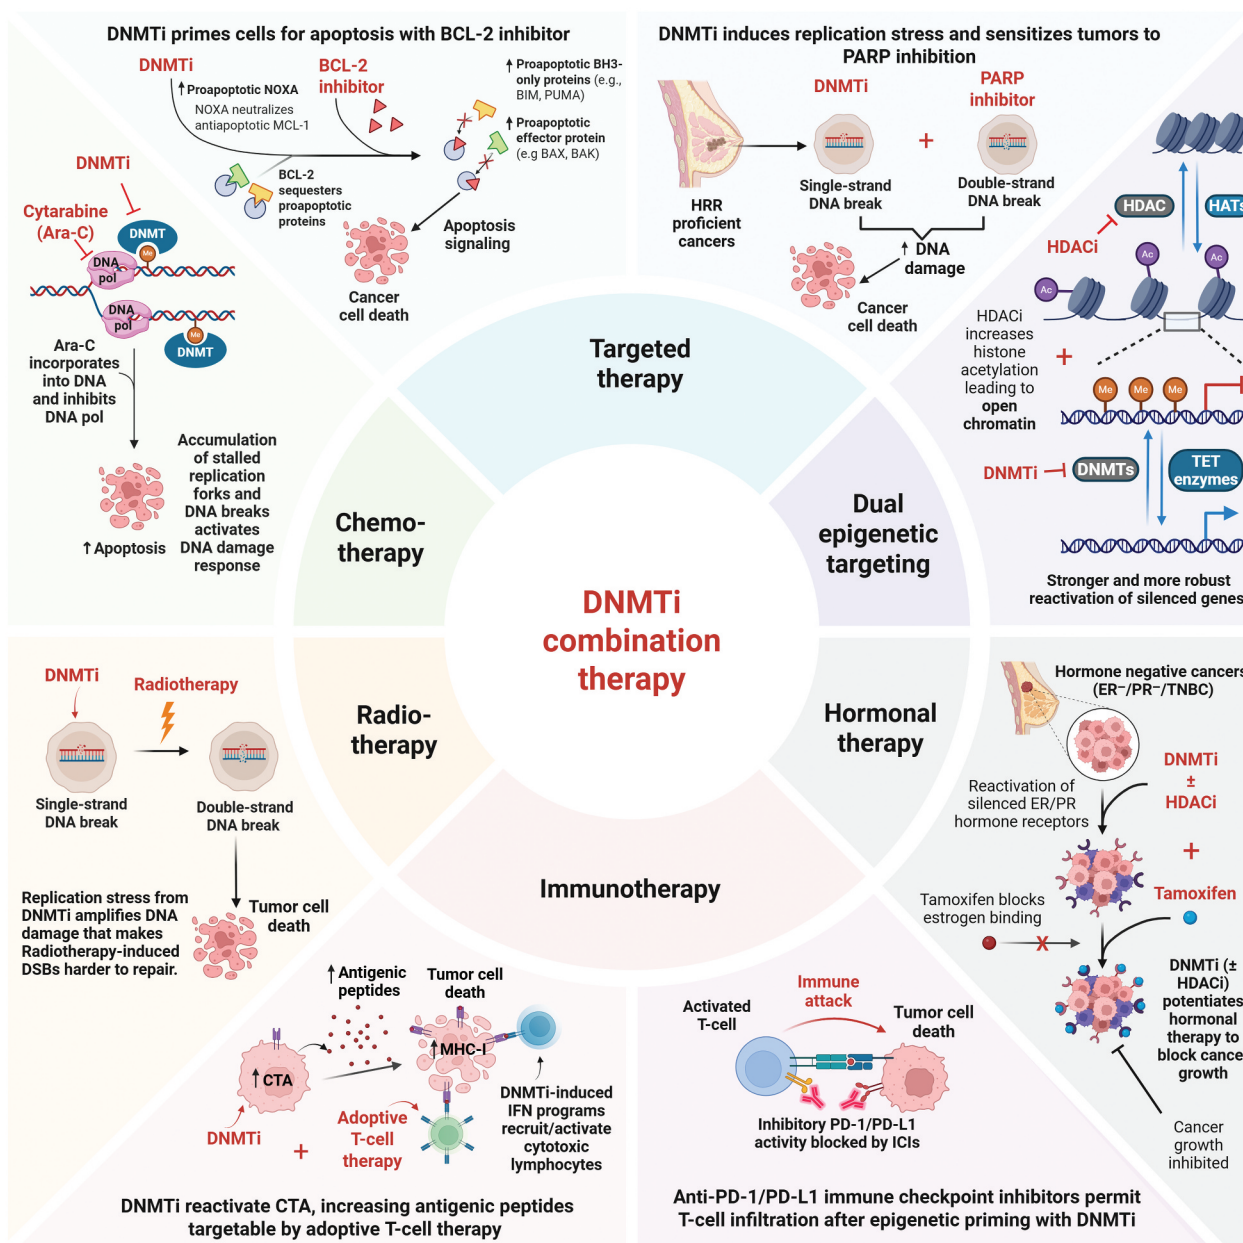 DNMTi primes cells for apoptosis with BCL-2 inhibitor
DNMTi
↑ Proapoptotic NOXA
NOXA neutralizes
antiapoptotic MCL-1
BCL-2
inhibitor
↑ Proapoptotic BH3-
only proteins (e.g.,
BIM, PUMA)
↑ Proapoptotic
effector protein
(e.g BAX, BAK)
BCL-2
sequesters
proapoptotic
proteins
Apoptosis
signaling
Cancer
cell death
DNMTi induces replication stress and sensitizes tumors to
PARP inhibition
DNMTi
+
PARP
inhibitor
HRR
proficient
cancers
Single-strand
DNA break
Double-strand
DNA break
↑ DNA
damage
Cancer
cell death
DNMTi
Cytarabine
(Ara-C)
DNMT
Me
DNA
pol
DNA
pol
Me
DNMT
Ara-C
incorporates
into DNA
and inhibits
DNA pol
↑ Apoptosis
Accumulation
of stalled
replication
forks and
DNA breaks
activates
DNA damage
response
HDAC
HATs
HDACi
Ac
Ac
Ac
HDACi
increases
histone
acetylation
leading to
open
chromatin
+
Me
Me
Me
DNMTi
DNMTs
TET
enzymes
Stronger and more robust
reactivation of silenced genes
Targeted
therapy
Chemo-
therapy
Dual
epigenetic
targeting
DNMTi
combination
therapy
Radio-
therapy
Hormonal
therapy
Immunotherapy
DNMTi
Radiotherapy
Single-strand
DNA break
Double-strand
DNA break
Replication stress from
DNMTi amplifies DNA
damage that makes
Radiotherapy-induced
DSBs harder to repair.
Tumor cell
death
Hormone negative cancers
(ER−/PR−/TNBC)
DNMTi
±
HDACi
Reactivation of
silenced ER/PR
hormone receptors
+
Tamoxifen
Tamoxifen blocks
estrogen binding
X
DNMTi (±
HDACi)
potentiates
hormonal
therapy to
block cance
growth
Cancer
growth
inhibited
↑ Antigenic
peptides
Tumor cell
death
↑ MHC-I
↑ CTA
DNMTi
+
Adoptive
T-cell
therapy
DNMTi-induced
IFN programs
recruit/activate
cytotoxic
lymphocytes
DNMTi reactivate CTA, increasing antigenic peptides
targetable by adoptive T-cell therapy
Activated
T-cell
Immune
attack
Tumor cell
death
Inhibitory PD-1/PD-L1
activity blocked by ICIs
Anti-PD-1/PD-L1 immune checkpoint inhibitors permit
T-cell infiltration after epigenetic priming with DNMTi